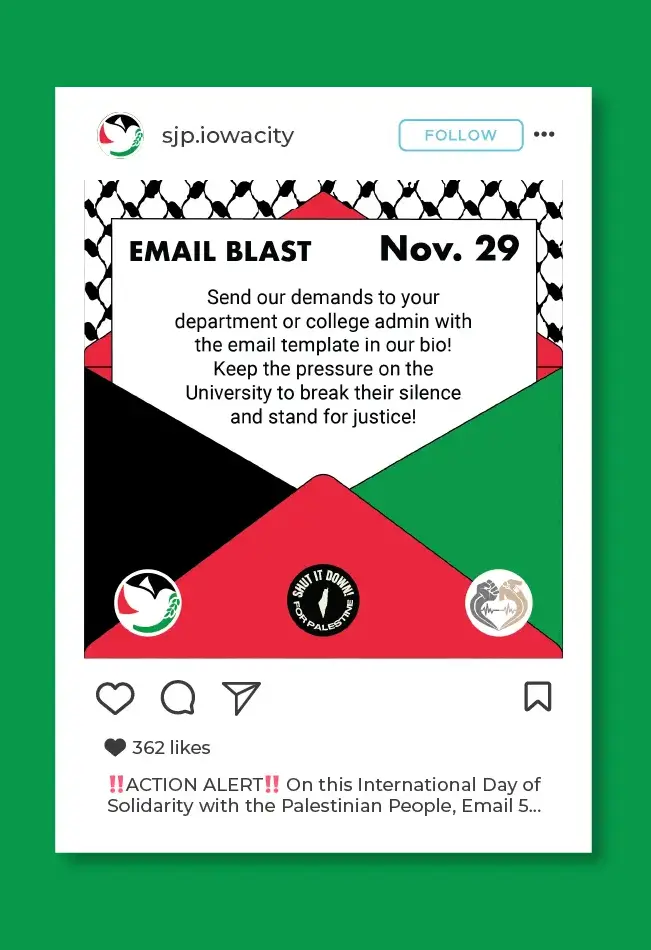 sjp.iowacity
FOLLOW
EMAIL BLAST
Nov. 29
Send our demands to your
department or college admin with
the email template in our bio!
Keep the pressure on the
University to break their silence
and stand for justice!
SHUT IT DOWN!
FOR PALESTINE
362 likes
‼️ACTION ALERT‼️ On this International Day of
Solidarity with the Palestinian People, Email 5...